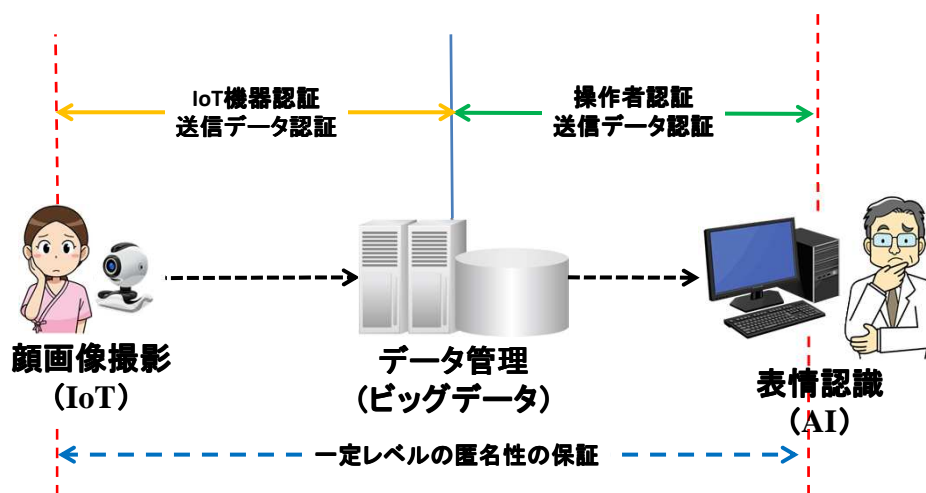 IoT機器認証
送信データ認証
操作者認証
送信データ認証
顔画像撮影
（IoT）
データ管理
（ビッグデータ）
表情認識
（AI）
一定レベルの匿名性の保証